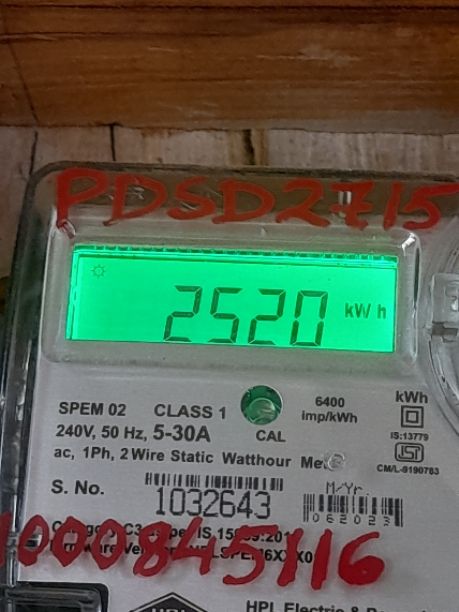 PDSD2715
2520 kWh
SPEM 02 CLASS 1 6400 imp/kWh kWh
240V, 50 Hz, 5-30A CAL IS:13779
ac, 1Ph, 2 Wire Static Watthour CM/L-9190783
S. No. 1032643 M/Yr.
062023
1000845116
HPL Electric &